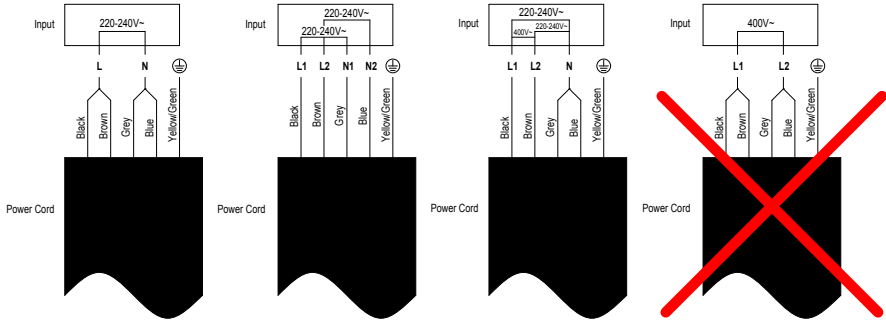 Input
220-240V~
L N
Black
Brown
Grey
Blue
Yellow/Green
Power Cord
Input
220-240V~
220-240V~
L1 L2 N1 N2
Black
Brown
Grey
Blue
Yellow/Green
Power Cord
Input
220-240V~
400V~ 220-240V~
L1 L2 N
Black
Brown
Grey
Blue
Yellow/Green
Power Cord
Input
400V~
L1 L2
Black
Brown
Grey
Blue
Yellow/Green
Power Cord